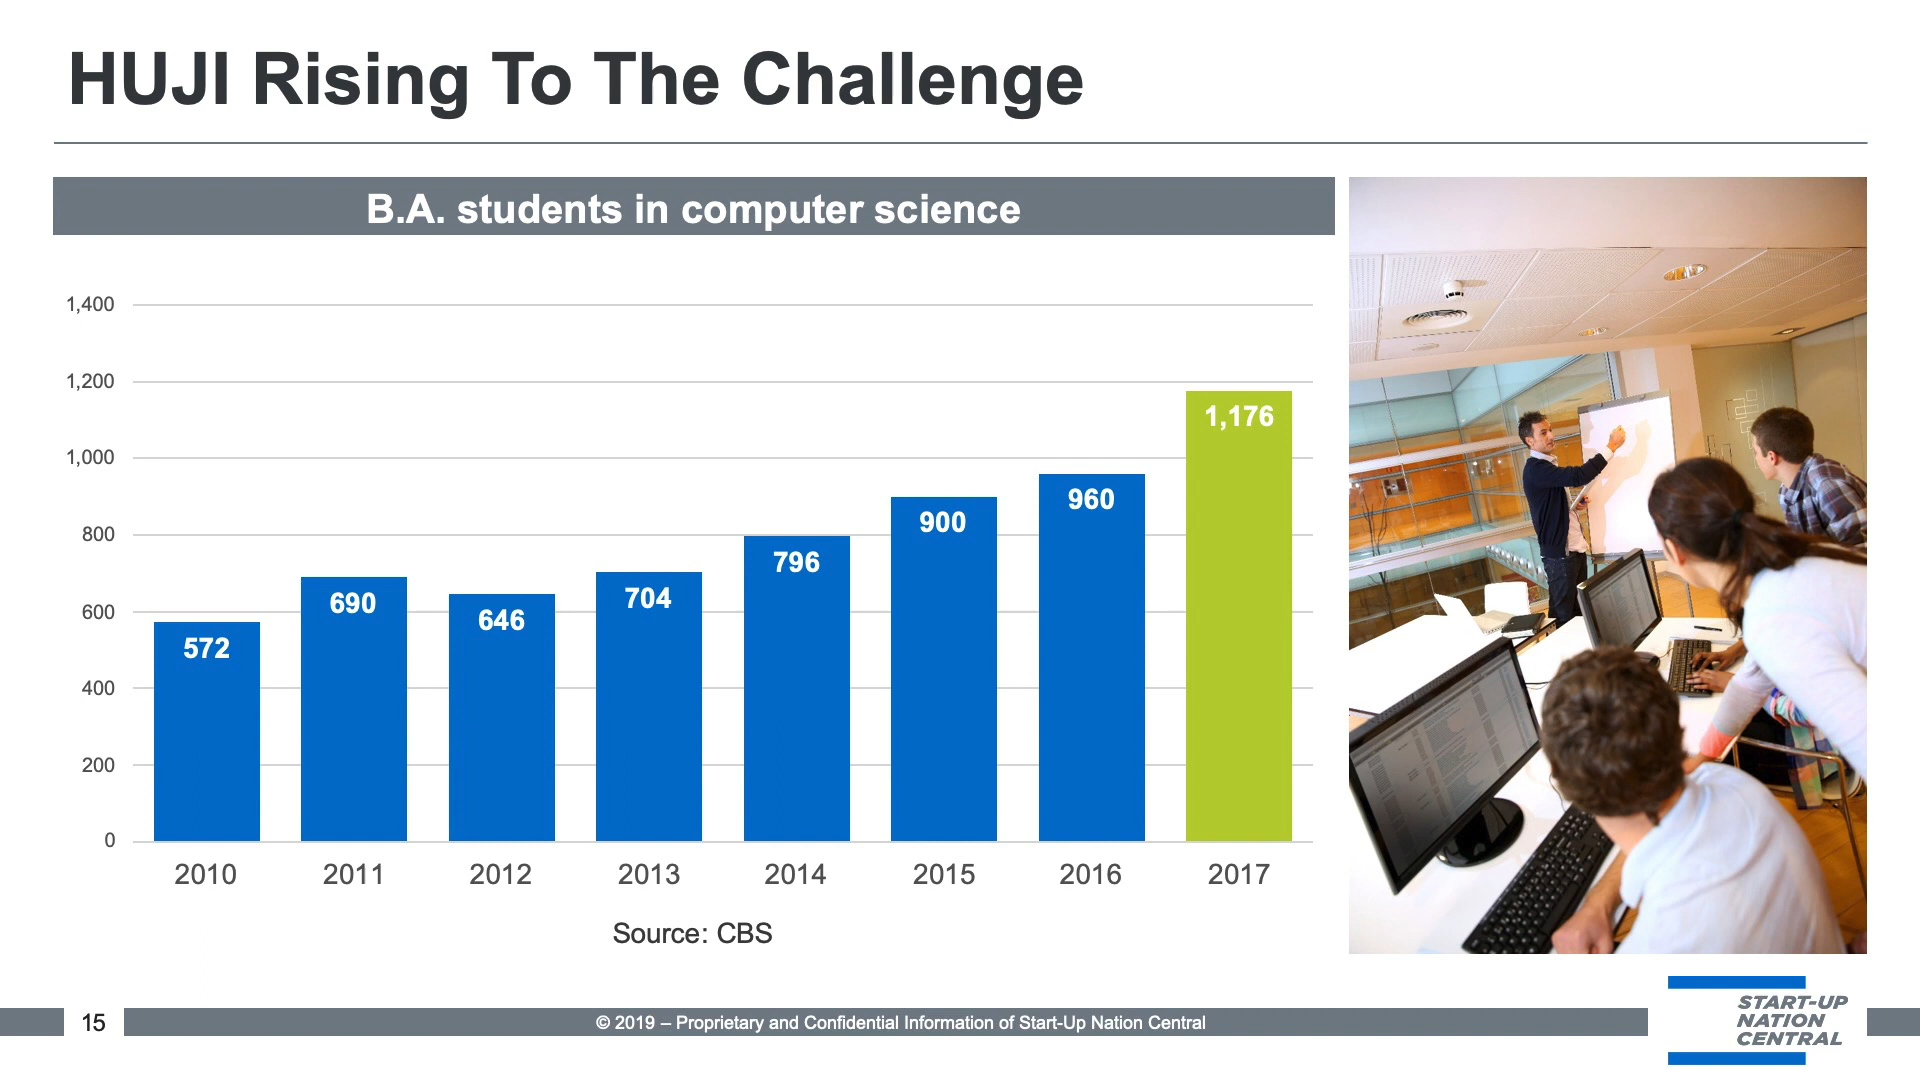 HUJI Rising To The Challenge
B.A. students in computer science
1,400
1,200
1,000
800
600
400
200
0
572
690
646
704
796
900
960
1,176
2010 2011 2012 2013 2014 2015 2016 2017
Source: CBS
15
© 2019 – Proprietary and Confidential Information of Start-Up Nation Central
START-UP
NATION
CENTRAL